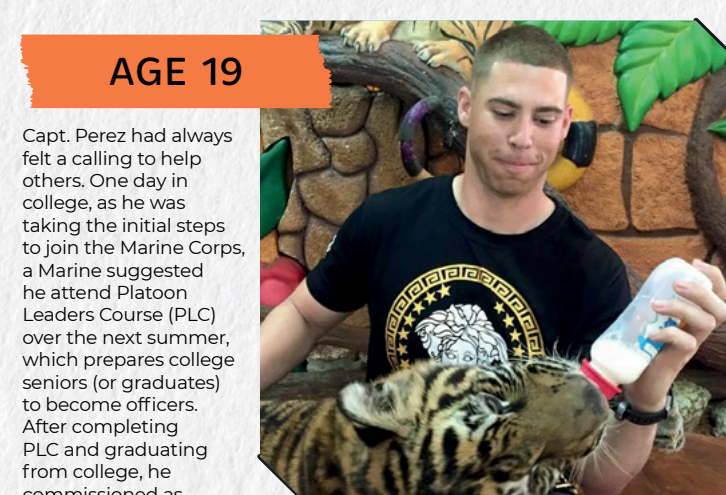 AGE 19
Capt. Perez had always
felt a calling to help
others. One day in
college, as he was
taking the initial steps
to join the Marine Corps,
a Marine suggested
he attend Platoon
Leaders Course (PLC)
over the next summer,
which prepares college
seniors (or graduates)
to become officers.
After completing
PLC and graduating
from college, he
commissioned as